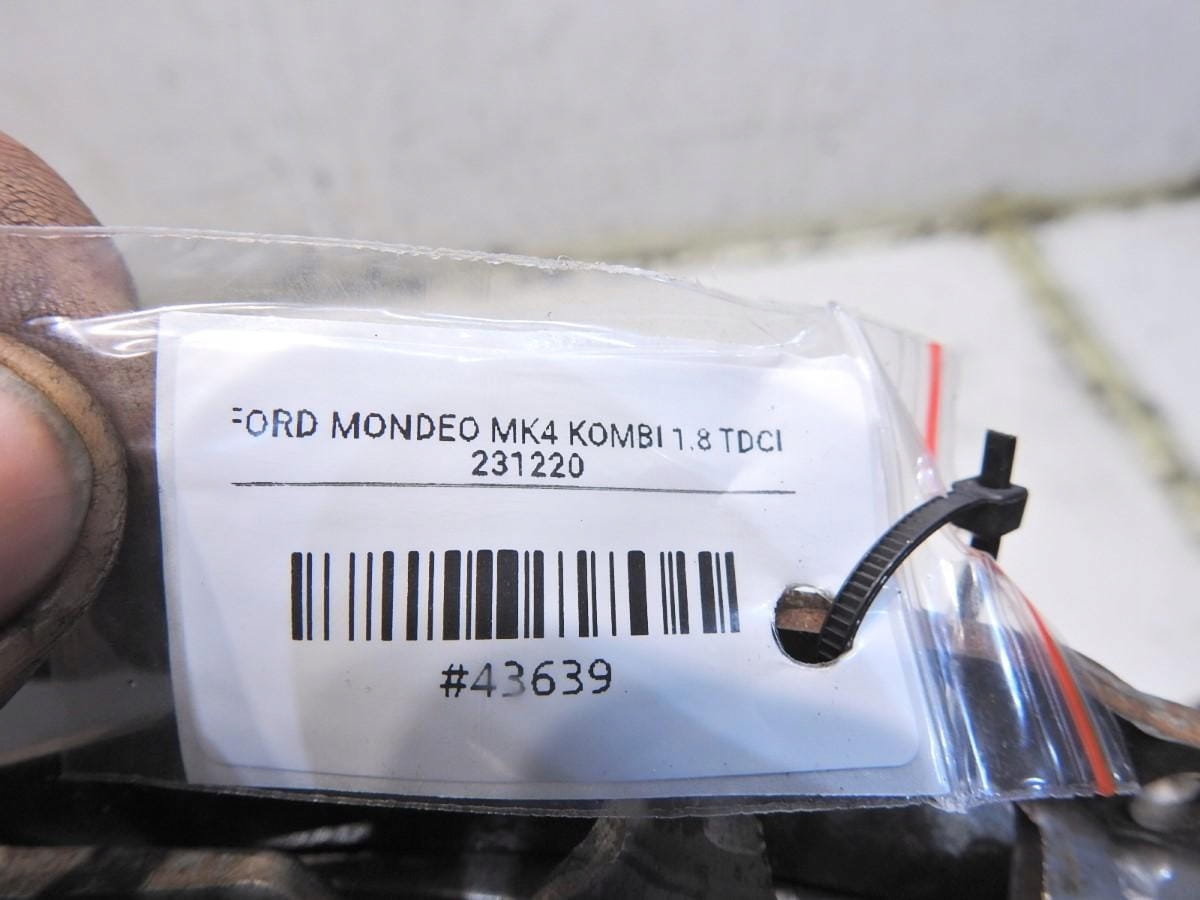 FORD MONDEO MK4 KOMBI 1.8 TDCI
231220
#43639